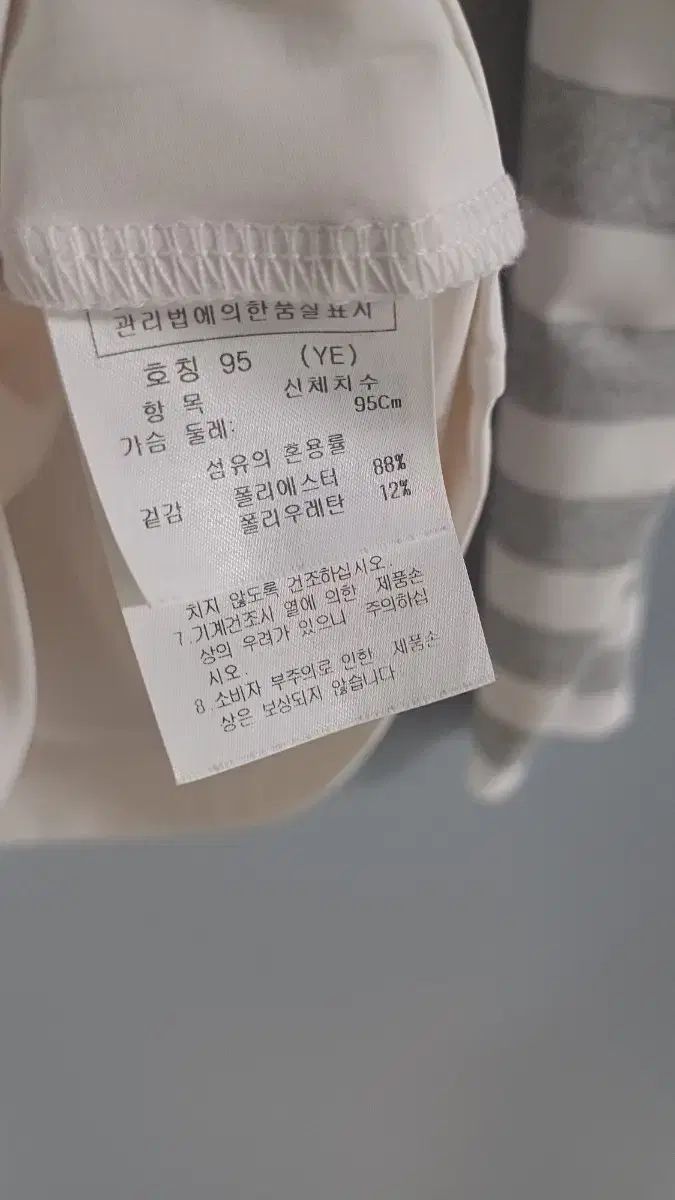 관리법에의한품질표시
호칭 95 (YE)
항 목 신체치수
가슴 둘레: 95Cm
섬유의 혼용률
겉감 폴리에스터 88%
폴리우레탄 12%
치지 않도록 건조하십시오.
7.기계건조시 열에 의한 제품손
상의 우려가 있으니 주의하십
시오.
8.소비자 부주의로 인한 제품손
상은 보상되지 않습니다